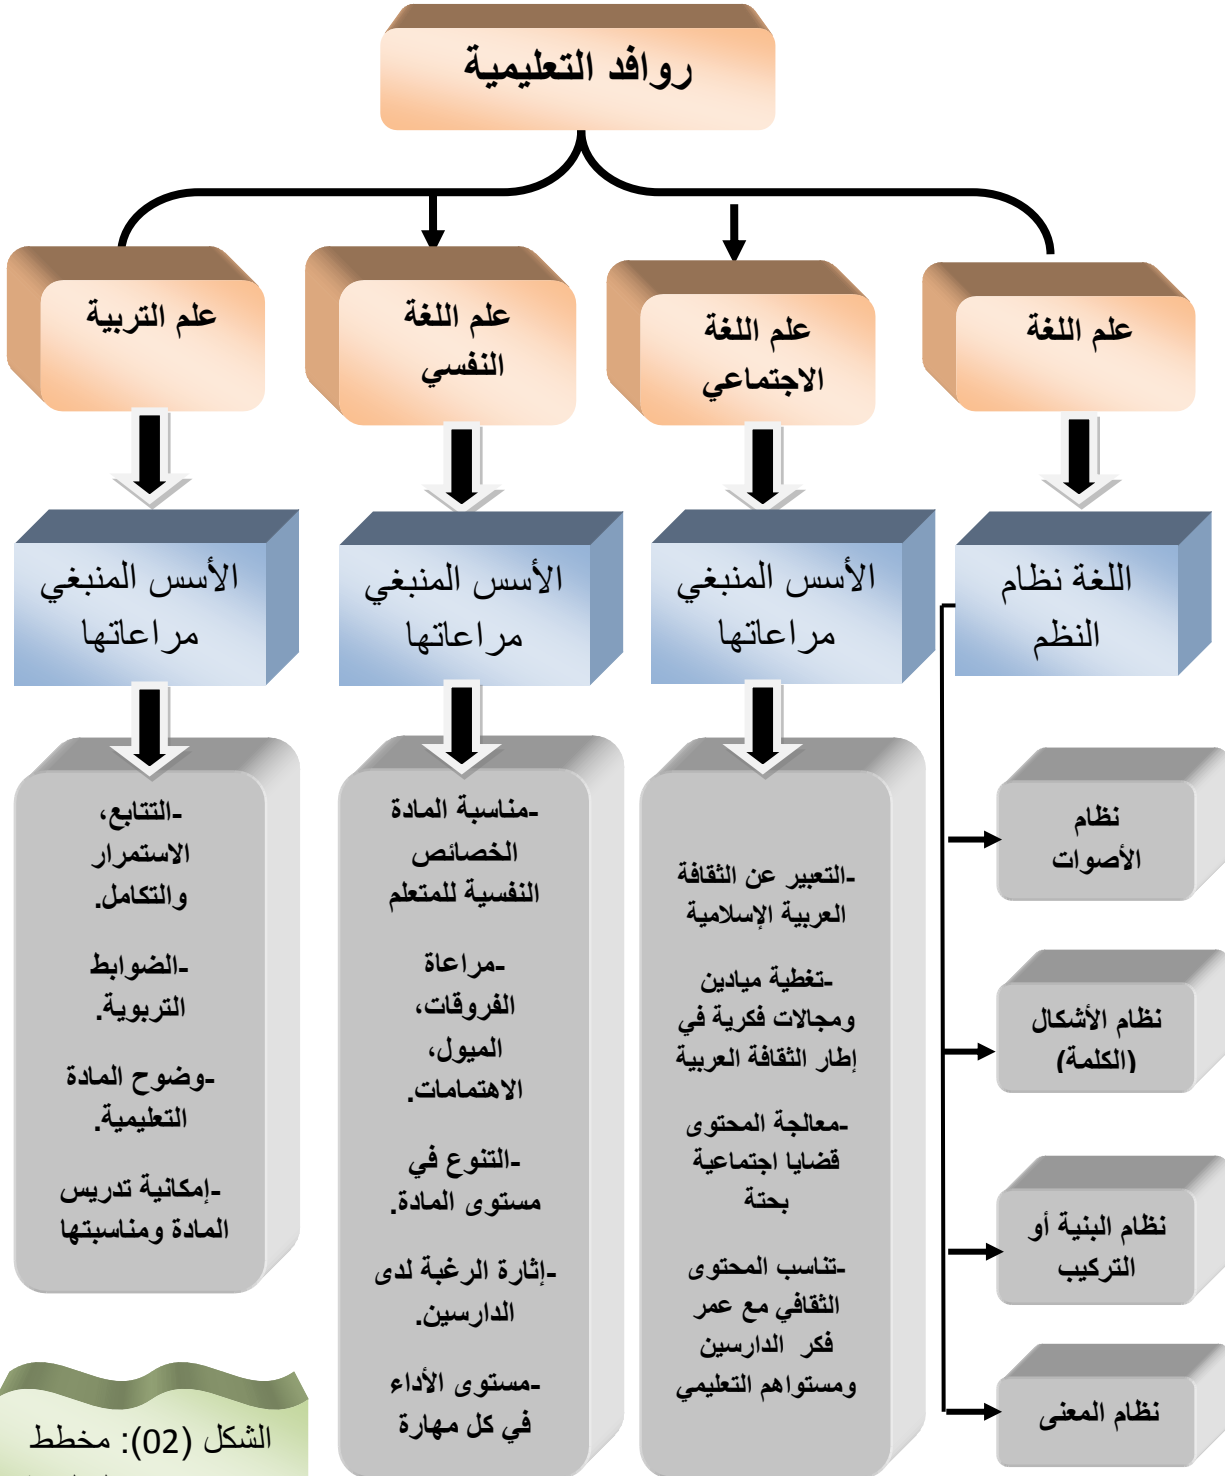 روافد التعليمية
علم اللغة
علم اللغة
الاجتماعي
علم اللغة
النفسي
علم التربية
اللغة نظام
النظم
الأسس المنبغي
مراعاتها
الأسس المنبغي
مراعاتها
الأسس المنبغي
مراعاتها
نظام
الأصوات
نظام الأشكال
(الكلمة)
نظام البنية أو
التركيب
نظام المعنى
-التعبير عن الثقافة
العربية الإسلامية
-تغطية ميادين
ومجالات فكرية في
إطار الثقافة العربية
-معالجة المحتوى
قضايا اجتماعية
بحتة
-تناسب المحتوى
الثقافي مع عمر
فكر الدارسين
ومستواهم التعليمي
-مناسبة المادة
الخصائص
النفسية للمتعلم
-مراعاة
الفروقات،
الميول،
الاهتمامات.
-التنوع في
مستوى المادة.
-إثارة الرغبة لدى
الدارسين.
-مستوى الأداء
في كل مهارة
-التتابع،
الاستمرار
والتكامل.
-الضوابط
التربوية.
-وضوح المادة
التعليمية.
-إمكانية تدريس
المادة ومناسبتها
الشكل (02): مخطط